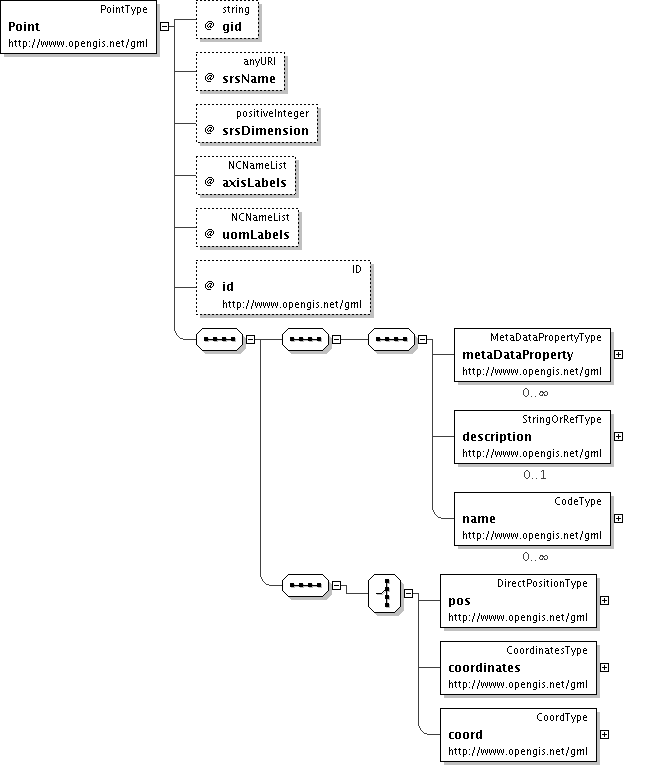 PointType
Point
http://www.opengis.net/gml
string
@ gid
anyURI
@ srsName
positiveInteger
@ srsDimension
NCNameList
@ axisLabels
NCNameList
@ uomLabels
ID
@ id
http://www.opengis.net/gml
MetaDataPropertyType
metaDataProperty
http://www.opengis.net/gml
0..∞
StringOrRefType
description
http://www.opengis.net/gml
0..1
CodeType
name
http://www.opengis.net/gml
0..∞
DirectPositionType
pos
http://www.opengis.net/gml
CoordinatesType
coordinates
http://www.opengis.net/gml
CoordType
coord
http://www.opengis.net/gml